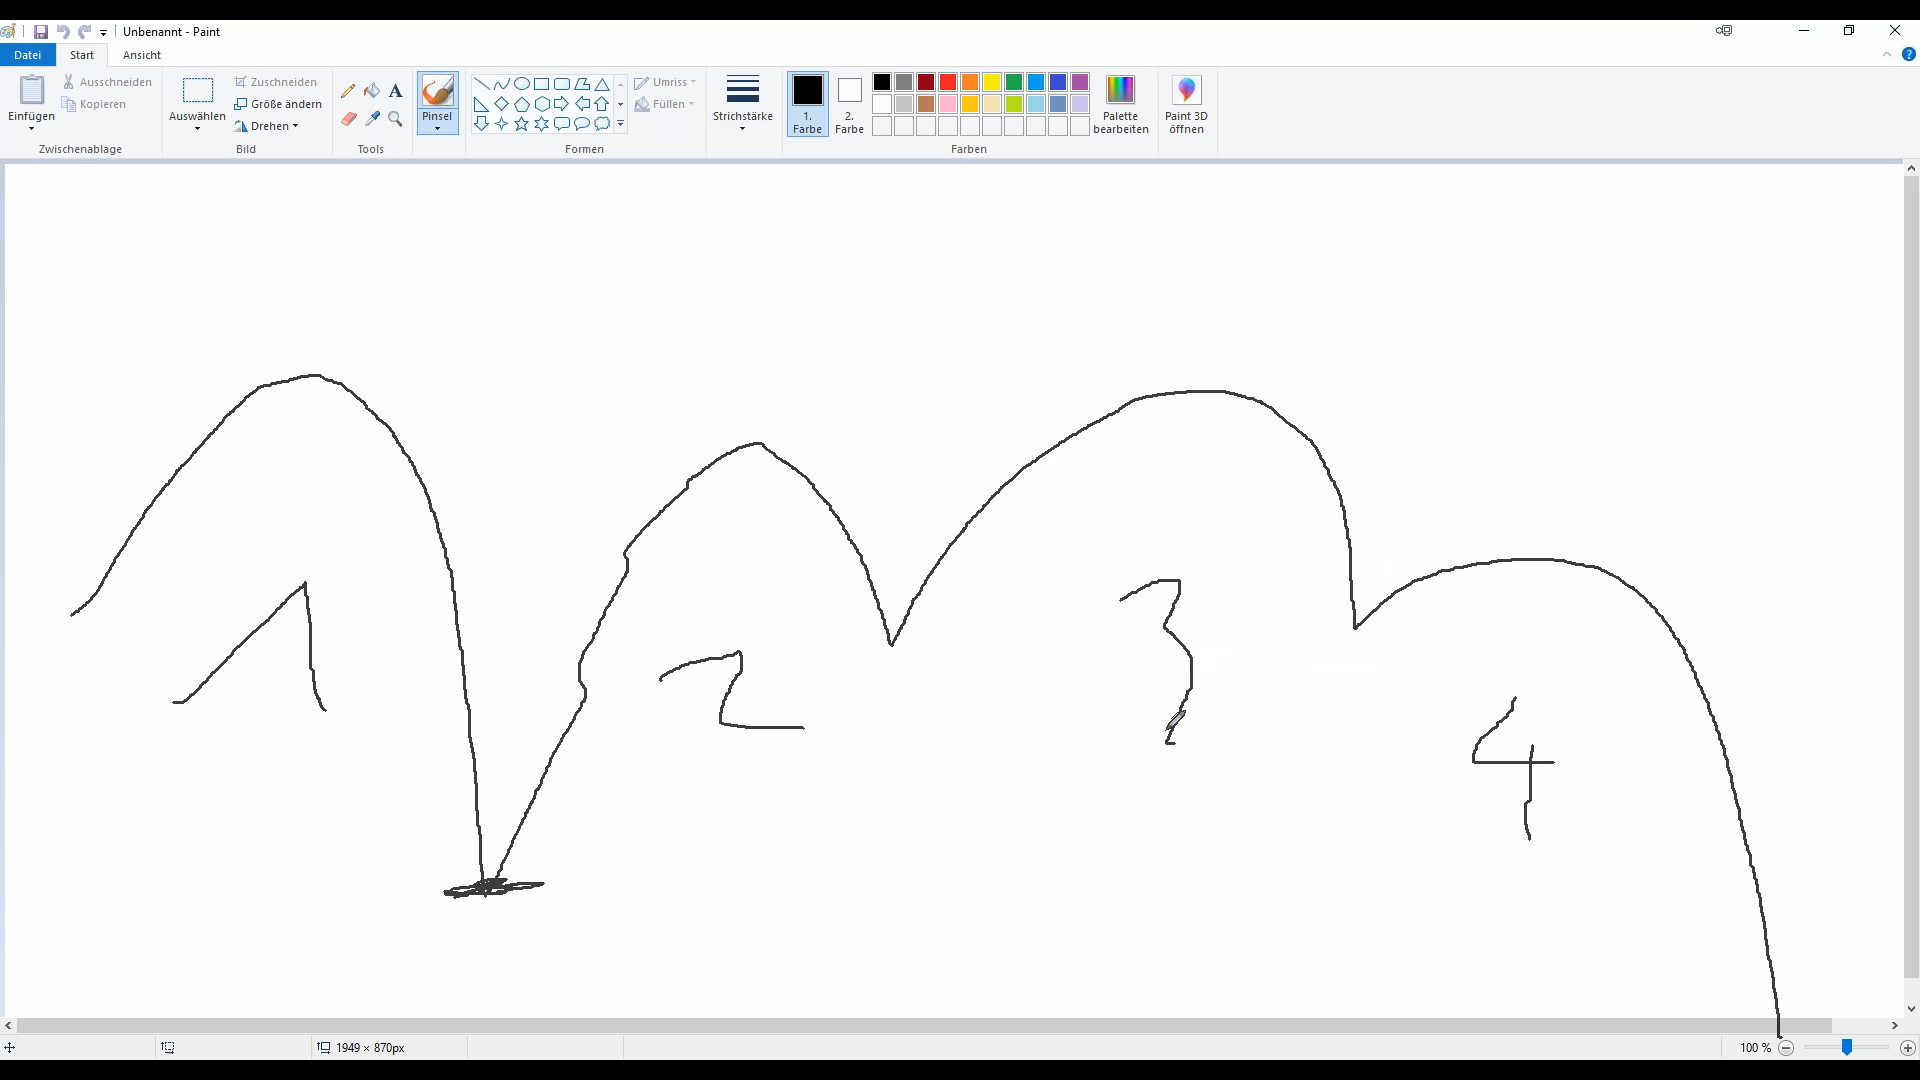 Unbenannt - Paint
Datei Start Ansicht
Einfügen
Ausschneiden
Kopieren
Zwischenablage
Auswählen
Zuschneiden
Größe ändern
Drehen
Bild
A
Tools
Pinsel
Umriss
Füllen
Formen
Strichstärke
1.
Farbe
2.
Farbe
Palette
bearbeiten
Farben
Paint 3D
öffnen
1
2
3
4
1949 × 870px
100 %